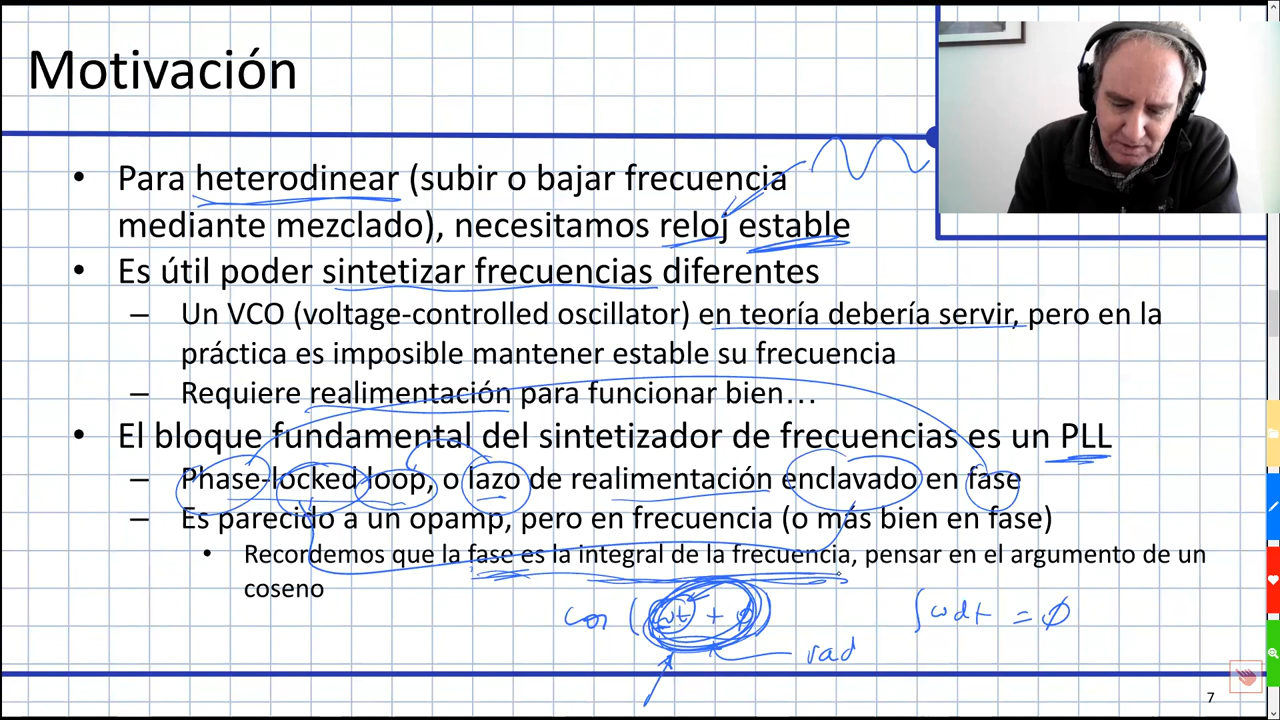 Motivación
• Para heterodinear (subir o bajar frecuencia
mediante mezclado), necesitamos reloj estable
• Es útil poder sintetizar frecuencias diferentes
– Un VCO (voltage-controlled oscillator) en teoría debería servir, pero en la
práctica es imposible mantener estable su frecuencia
– Requiere realimentación para funcionar bien…
• El bloque fundamental del sintetizador de frecuencias es un PLL
– Phase-locked loop, o lazo de realimentación enclavado en fase
– Es parecido a un opamp, pero en frecuencia (o más bien en fase)
• Recordemos que la fase es la integral de la frecuencia, pensar en el argumento de un
coseno
cos (ωt + φ) ∫ωdt = φ
rad
7